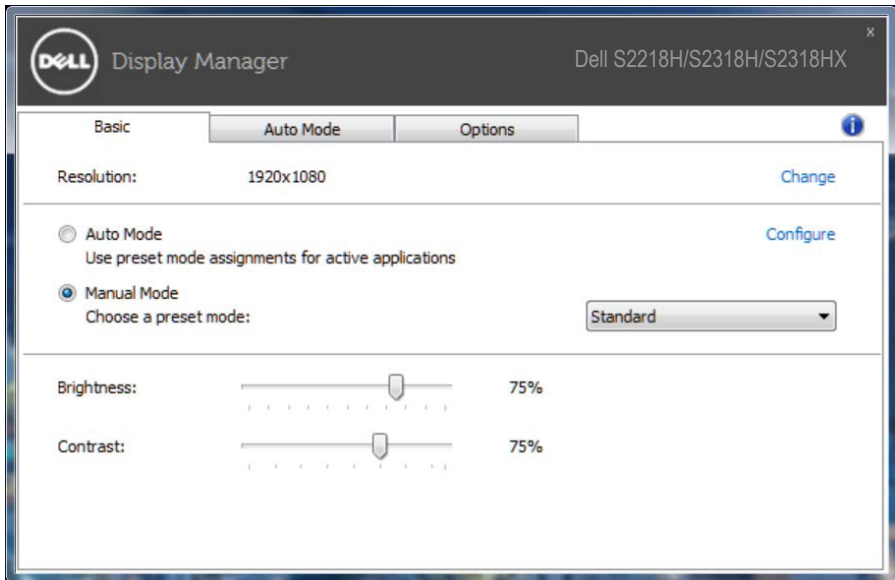 DELL Display Manager
Dell S2218H/S2318H/S2318HX
x
Basic
Auto Mode
Options
i
Resolution: 1920x1080 Change
Auto Mode Configure
Use preset mode assignments for active applications
Manual Mode
Choose a preset mode: Standard
Brightness: 75%
Contrast: 75%